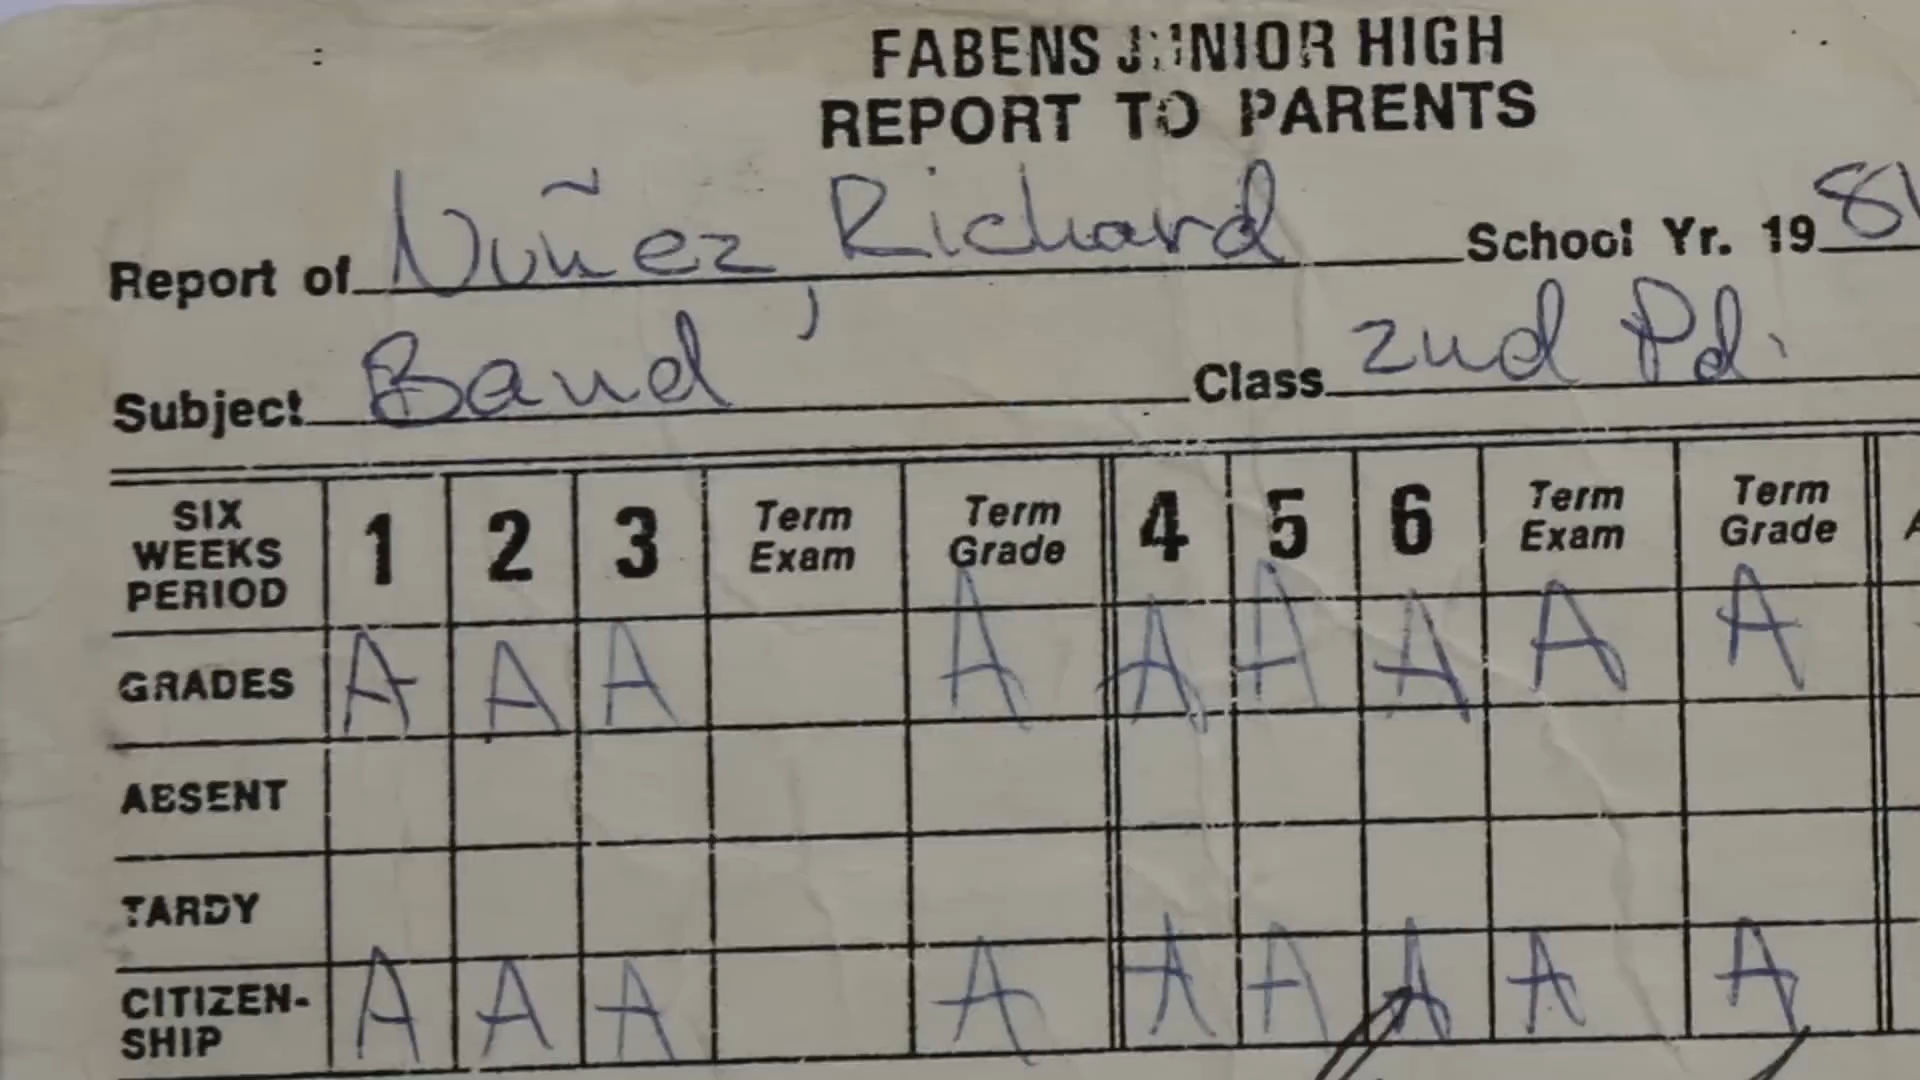 FABENS JUNIOR HIGH
REPORT TO PARENTS
Report of Nuñez, Richard School Yr. 19
Subject Band Class 2nd Pd.
SIX WEEKS PERIOD 1 2 3 Term Exam Term Grade 4 5 6 Term Exam Term Grade
GRADES A A A A A A A A A
ABSENT
TARDY
CITIZEN-SHIP A A A A A A A A A